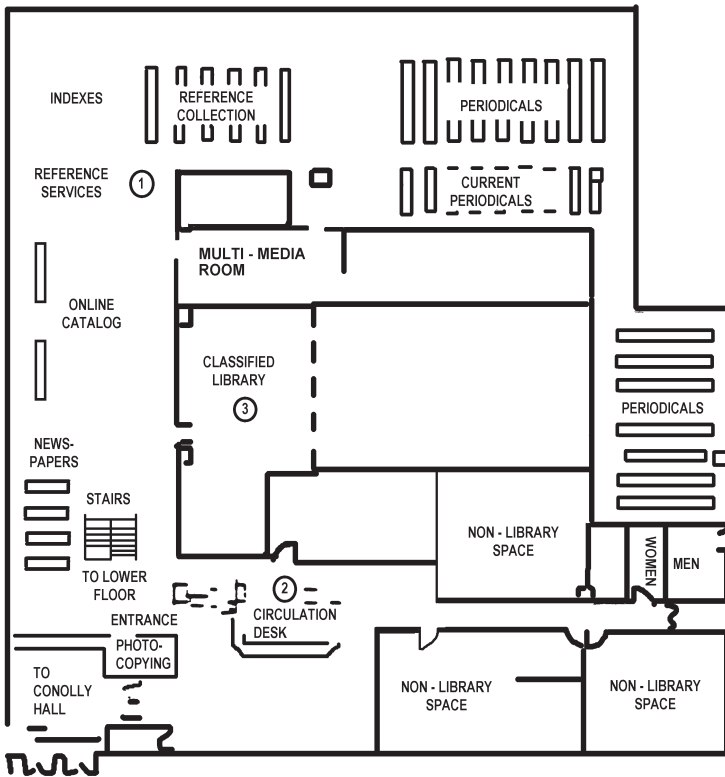 INDEXES
REFERENCE
COLLECTION
PERIODICALS
REFERENCE
SERVICES
1
CURRENT
PERIODICALS
MULTI - MEDIA
ROOM
ONLINE
CATALOG
CLASSIFIED
LIBRARY
3
PERIODICALS
NEWS-
PAPERS
STAIRS
NON - LIBRARY
SPACE
WOMEN
MEN
TO LOWER
FLOOR
2
CIRCULATION
DESK
ENTRANCE
PHOTO-
COPYING
TO
CONOLLY
HALL
NON - LIBRARY
SPACE
NON - LIBRARY
SPACE